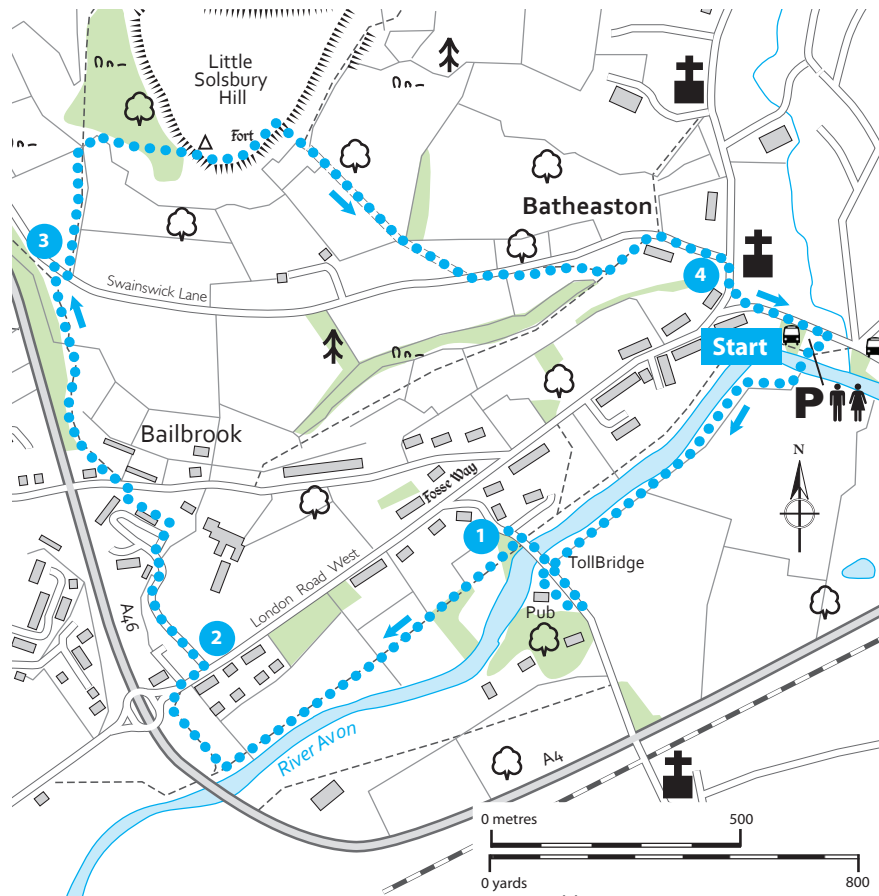 Little
Solsbury
Hill
Fort
Batheaston
3
4
Swainswick Lane
Start
P
Bailbrook
N
Fosse Way
1
TollBridge
London Road West
Pub
A46
2
River Avon
A4
0 metres 500
0 yards 800